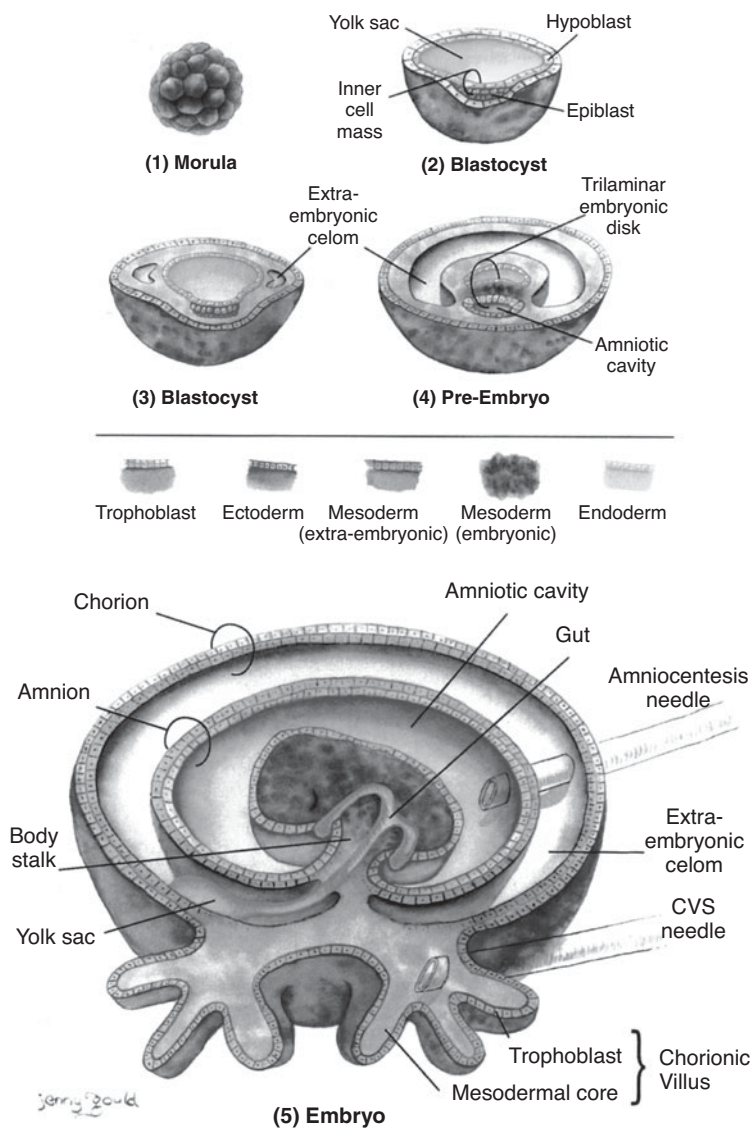 Yolk sac
Hypoblast
Inner
cell
mass
Epiblast
(1) Morula
(2) Blastocyst
Extra-
embryonic
celom
Trilaminar
embryonic
disk
Amniotic
cavity
(3) Blastocyst
(4) Pre-Embryo
Trophoblast
Ectoderm
Mesoderm
(extra-embryonic)
Mesoderm
(embryonic)
Endoderm
Chorion
Amniotic cavity
Gut
Amnion
Amniocentesis
needle
Body
stalk
Extra-
embryonic
celom
Yolk sac
CVS
needle
Trophoblast
Mesodermal core
Chorionic
Villus
jenny gould
(5) Embryo